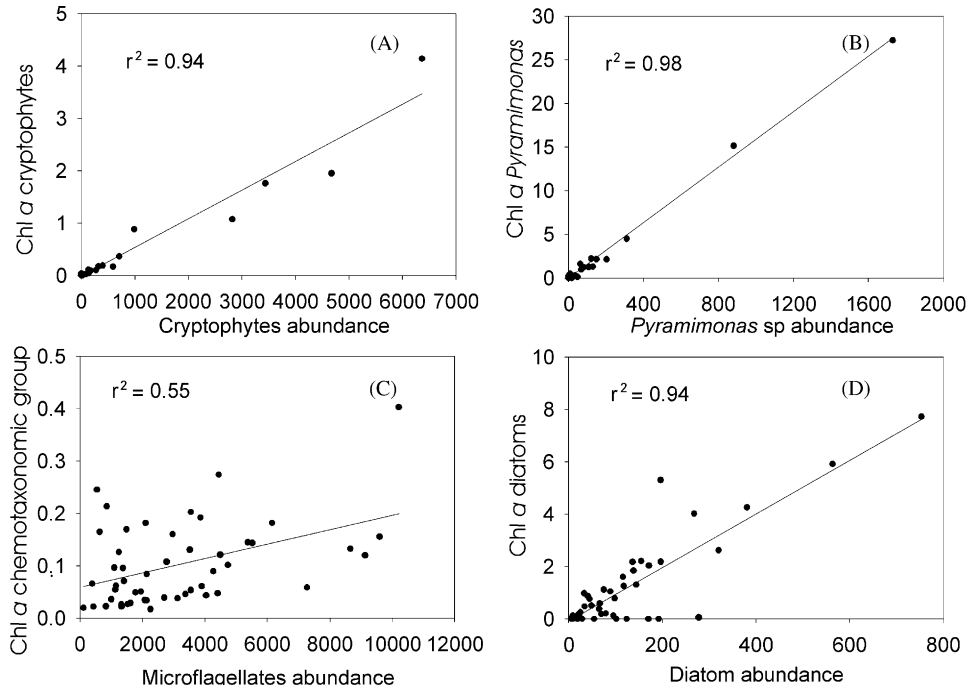 5
4
3
2
1
0
r² = 0.94
(A)
Chl a cryptophytes
0 1000 2000 3000 4000 5000 6000 7000
Cryptophytes abundance
30
25
20
15
10
5
0
r² = 0.98
(B)
Chl a Pyramimonas
0 400 800 1200 1600 2000
Pyramimonas sp abundance
0.5
0.4
0.3
0.2
0.1
0.0
r² = 0.55
(C)
Chl a chemotaxonomic group
0 2000 4000 6000 8000 10000 12000
Microflagellates abundance
10
8
6
4
2
0
r² = 0.94
(D)
Chl a diatoms
0 200 400 600 800
Diatom abundance